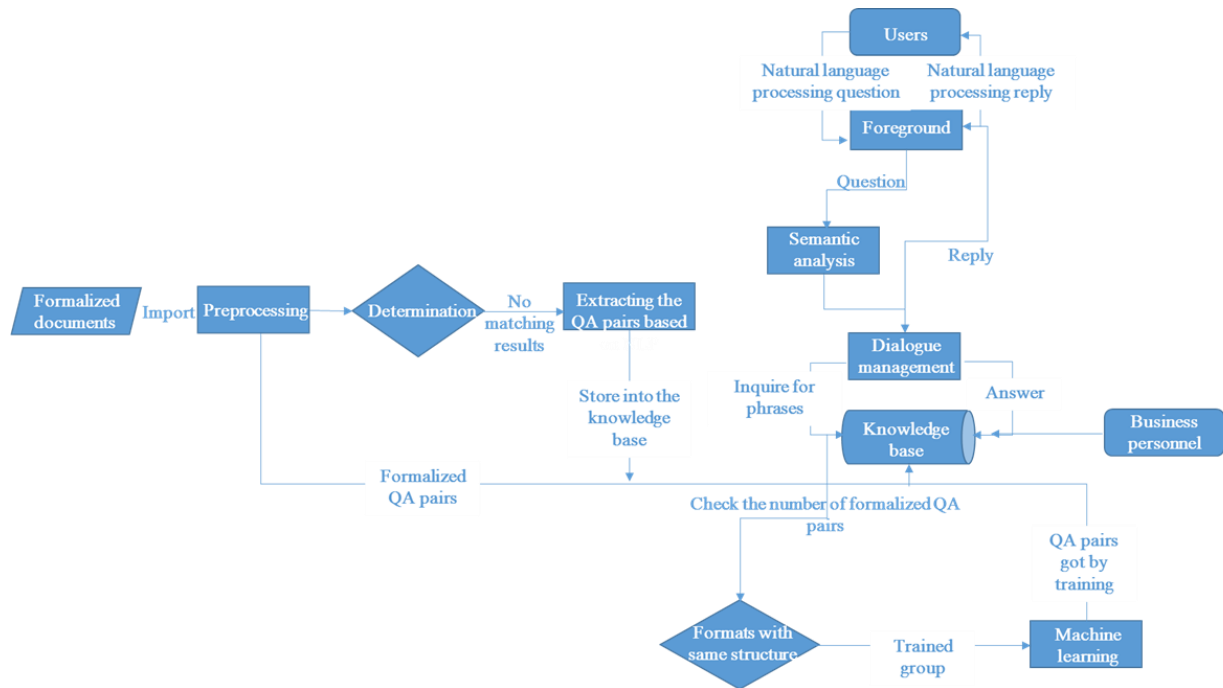 Users
Natural language
processing question
Natural language
processing reply
Foreground
Question
Semantic
analysis
Reply
Formalized
documents
Import
Preprocessing
Determination
No
matching
results
Extracting the
QA pairs based
Dialogue
management
Inquire for
phrases
Answer
Store into the
knowledge
base
Knowledge
base
Business
personnel
Formalized
QA pairs
Check the number of formalized QA
pairs
QA pairs
got by
training
Formats with
same structure
Trained
group
Machine
learning